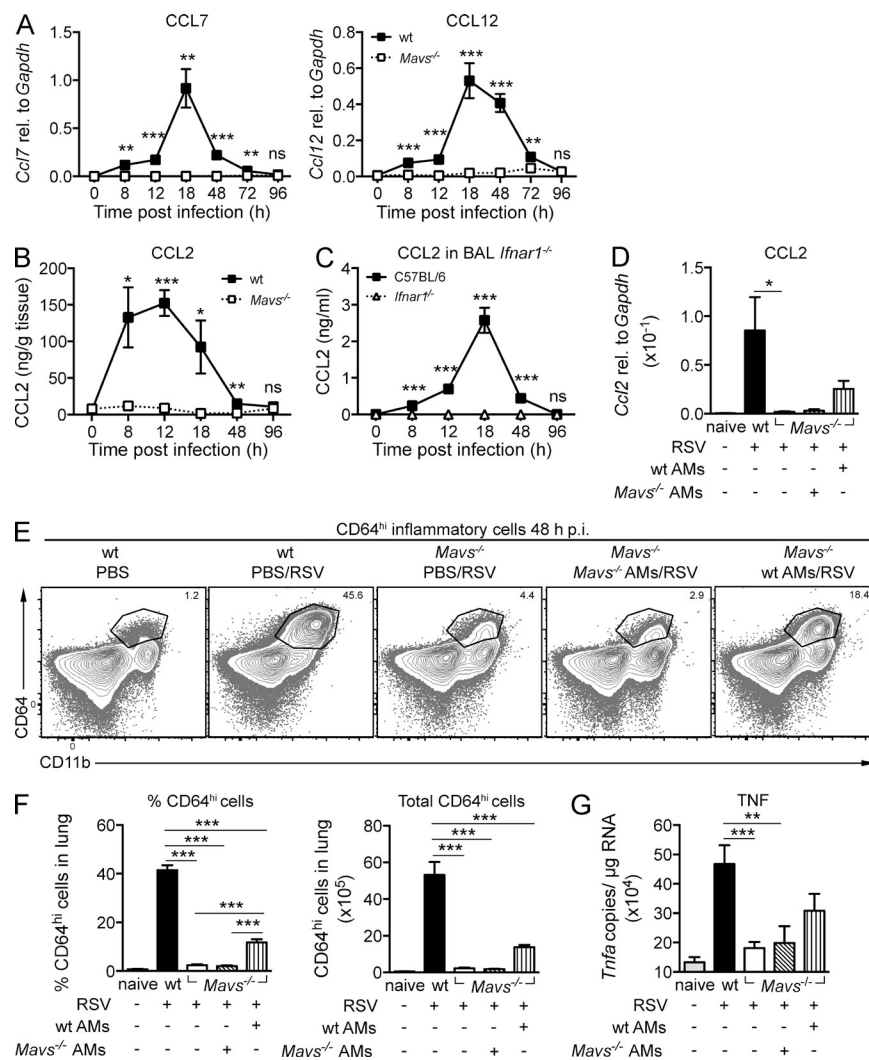 A
CCL7
CCL12
wt
Mavs-/-
Ccl7 rel. to Gapdh
1.5
1.0
0.5
0.0
**
***
**
***
**
ns
0 8 12 18 48 72 96
Time post infection (h)
Ccl12 rel. to Gapdh
0.8
0.6
0.4
0.2
0.0
***
***
***
***
**
ns
0 8 12 18 48 72 96
Time post infection (h)
B
CCL2
wt
Mavs-/-
CCL2 (ng/g tissue)
200
150
100
50
0
*
***
*
**
ns
0 8 12 18 48 96
Time post infection (h)
C
CCL2 in BAL Ifnar1-/-
C57BL/6
Ifnar1-/-
CCL2 (ng/ml)
4
3
2
1
0
***
***
***
***
ns
0 8 12 18 48 96
Time post infection (h)
D
CCL2
Ccl2 rel. to Gapdh
(x10-1)
1.5
1.0
0.5
0.0
*
naive wt Mavs-/-
RSV - + + + +
wt AMs - - - - +
Mavs-/- AMs - - - + -
E
CD64hi inflammatory cells 48 h p.i.
wt wt Mavs-/- Mavs-/- Mavs-/-
PBS PBS/RSV PBS/RSV Mavs-/- AMs/RSV wt AMs/RSV
1.2 45.6 4.4 2.9 18.4
CD64
0
0
CD11b
F
% CD64hi cells
% CD64hi cells in lung
60
40
20
0
***
***
***
***
***
naive wt Mavs-/-
RSV - + + + +
wt AMs - - - - +
Mavs-/- AMs - - - + -
Total CD64hi cells
CD64hi cells in lung
(x105)
80
60
40
20
0
***
***
***
naive wt Mavs-/-
RSV - + + + +
wt AMs - - - - +
Mavs-/- AMs - - - + -
G
TNF
Tnfa copies/ µg RNA
(x104)
60
50
40
30
20
10
**
***
naive wt Mavs-/-
RSV - + + + +
wt AMs - - - - +
Mavs-/- AMs - - - + -